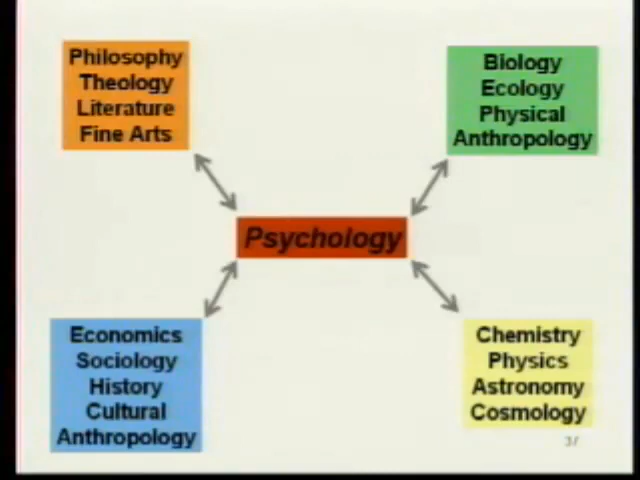 Philosophy
Theology
Literature
Fine Arts
Biology
Ecology
Physical
Anthropology
Psychology
Economics
Sociology
History
Cultural
Anthropology
Chemistry
Physics
Astronomy
Cosmology
37